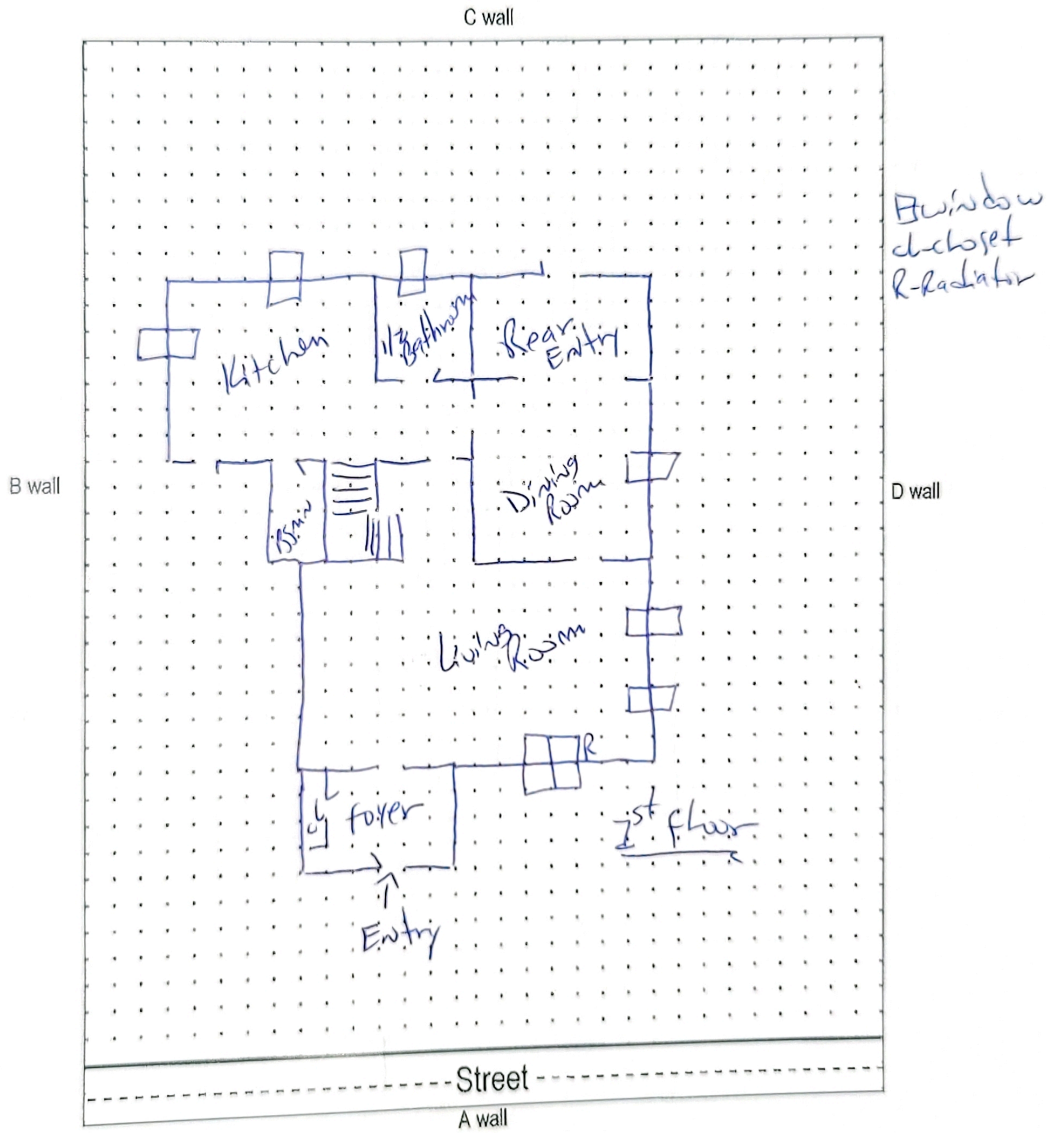 C wall
window
cl-closet
R-Radiator
Kitchen
1/2 Bathroom
Rear Entry
B wall
D wall
Dining
Room
Living
Room
R
cl
foyer
1st floor
Entry
Street
A wall